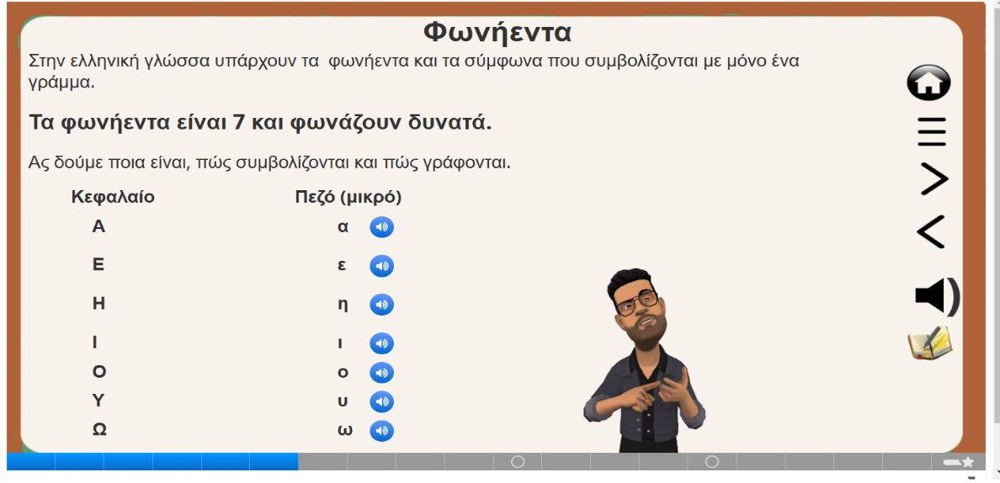 Φωνήεντα
Στην ελληνική γλώσσα υπάρχουν τα φωνήεντα και τα σύμφωνα που συμβολίζονται με μόνο ένα
γράμμα.
Τα φωνήεντα είναι 7 και φωνάζουν δυνατά.
Ας δούμε ποια είναι, πώς συμβολίζονται και πώς γράφονται.
Κεφαλαίο Πεζό (μικρό)
Α α
Ε ε
Η η
Ι ι
Ο ο
Υ υ
Ω ω